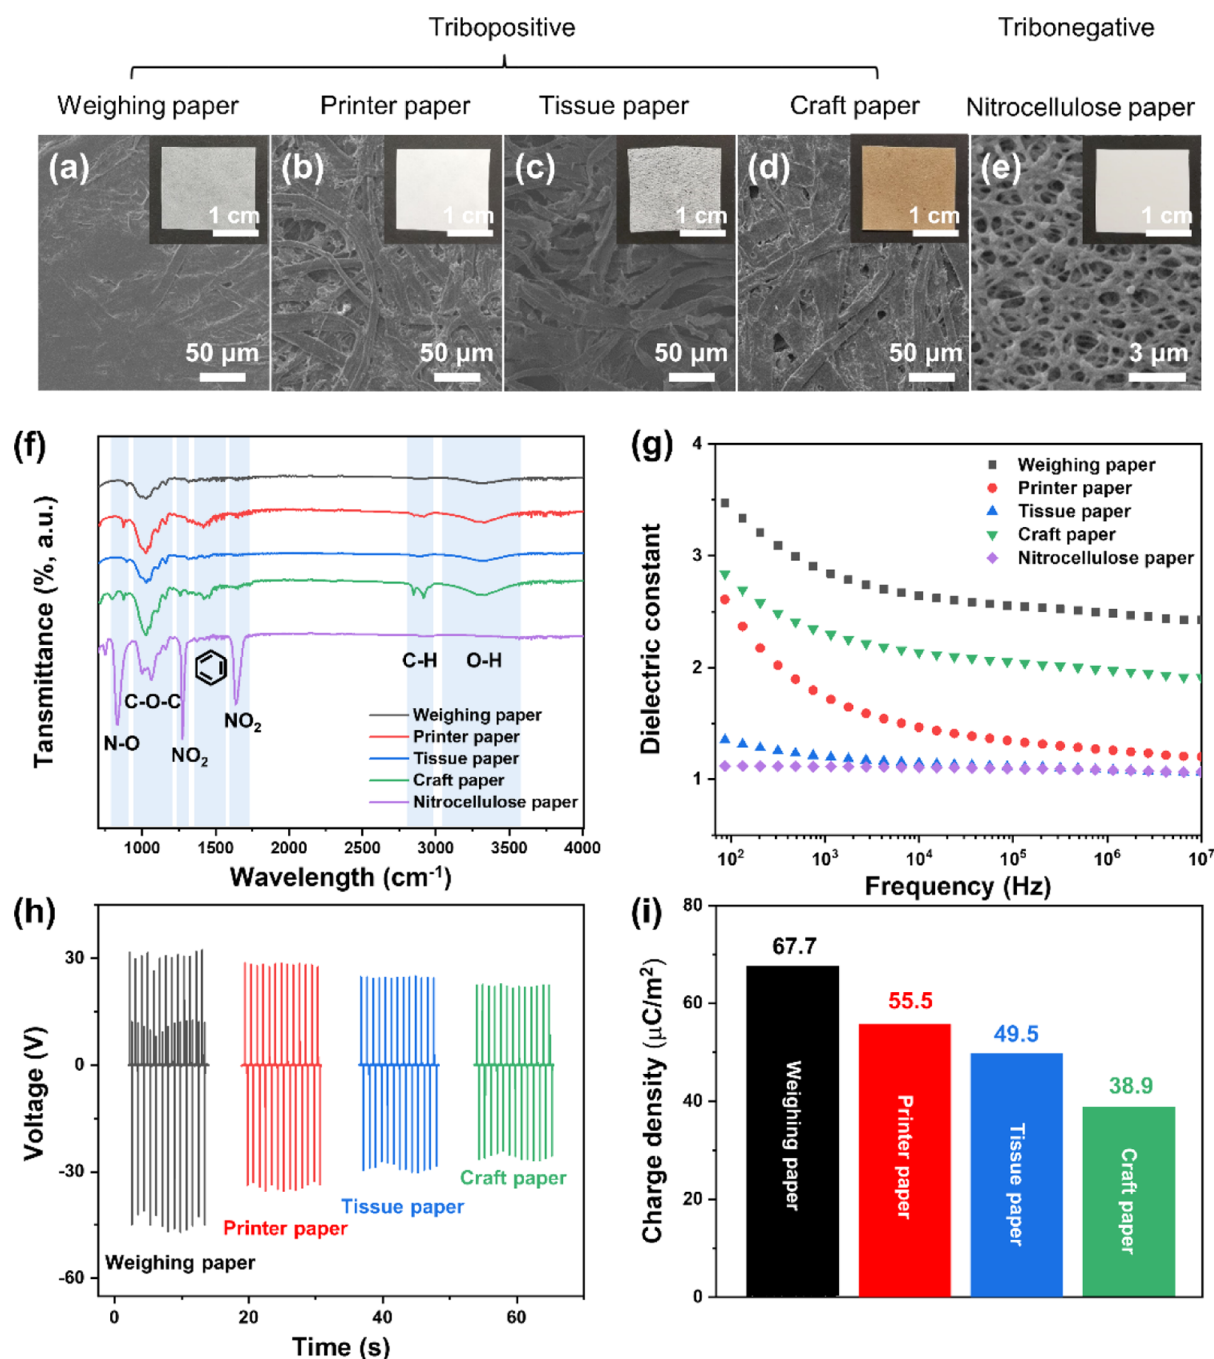 Tribopositive
Tribonegative
Weighing paper
Printer paper
Tissue paper
Craft paper
Nitrocellulose paper
(a)
1 cm
50 μm
(b)
1 cm
50 μm
(c)
1 cm
50 μm
(d)
1 cm
50 μm
(e)
1 cm
3 μm
(f)
Tansmittance (%, a.u.)
N-O
C-O-C
NO2
NO2
C-H
O-H
Weighing paper
Printer paper
Tissue paper
Craft paper
Nitrocellulose paper
1000 1500 2000 2500 3000 3500 4000
Wavelength (cm-1)
(g)
Dielectric constant
4
3
2
1
Weighing paper
Printer paper
Tissue paper
Craft paper
Nitrocellulose paper
10^2 10^3 10^4 10^5 10^6 10^7
Frequency (Hz)
(h)
Voltage (V)
30
0
-30
-60
Weighing paper
Printer paper
Tissue paper
Craft paper
0 20 40 60
Time (s)
(i)
Charge density (μC/m2)
80
60
40
20
0
67.7
55.5
49.5
38.9
Weighing paper
Printer paper
Tissue paper
Craft paper